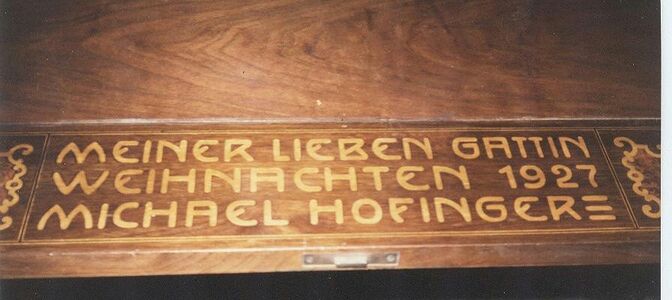 MEINER LIEBEN GATTIN
WEIHNACHTEN 1927
MICHAEL HOFINGER